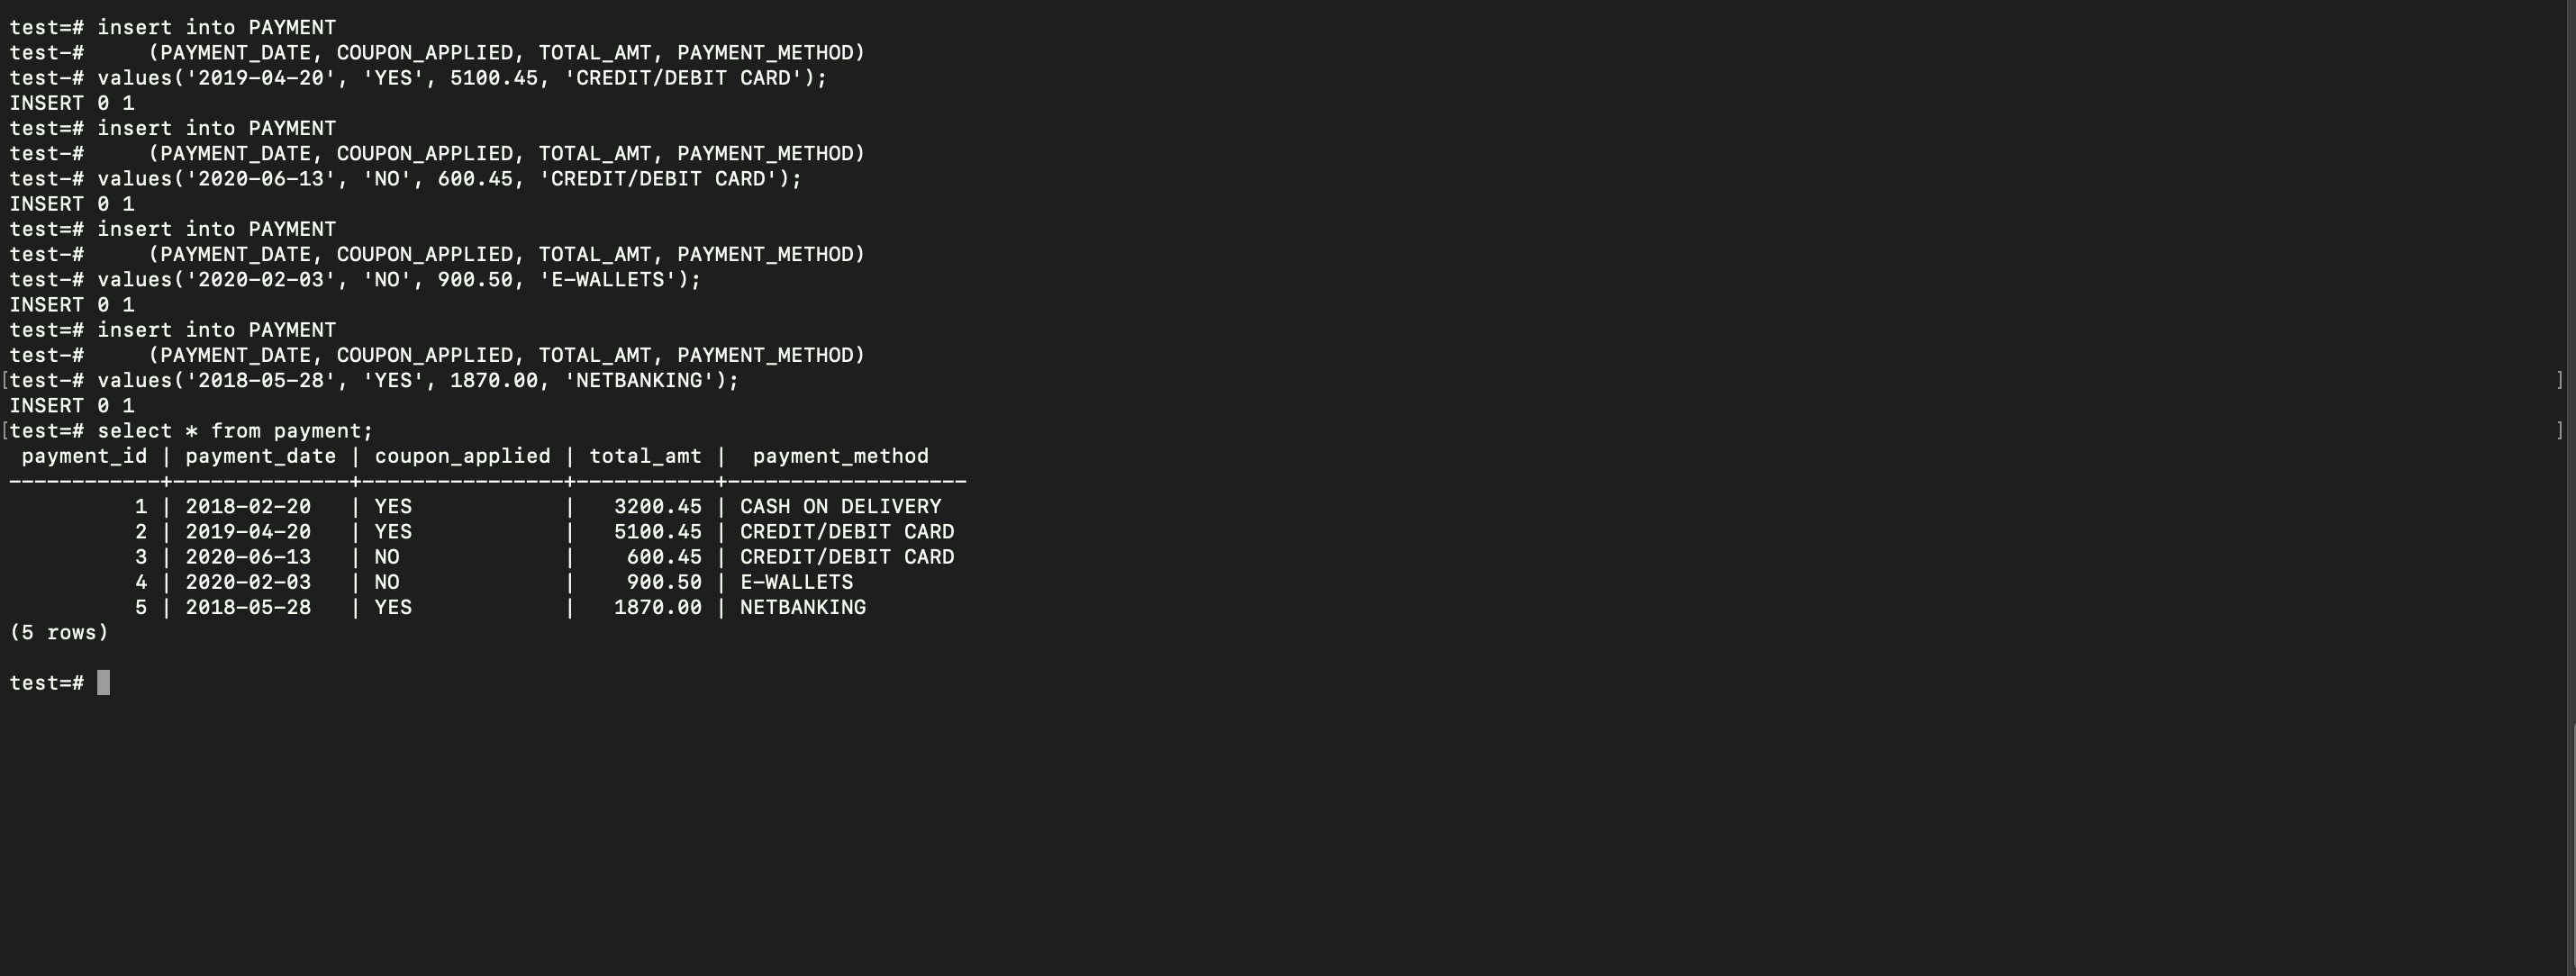 test=# insert into PAYMENT
test-#     (PAYMENT_DATE, COUPON_APPLIED, TOTAL_AMT, PAYMENT_METHOD)
test-# values('2019-04-20', 'YES', 5100.45, 'CREDIT/DEBIT CARD');
INSERT 0 1
test=# insert into PAYMENT
test-#     (PAYMENT_DATE, COUPON_APPLIED, TOTAL_AMT, PAYMENT_METHOD)
test-# values('2020-06-13', 'NO', 600.45, 'CREDIT/DEBIT CARD');
INSERT 0 1
test=# insert into PAYMENT
test-#     (PAYMENT_DATE, COUPON_APPLIED, TOTAL_AMT, PAYMENT_METHOD)
test-# values('2020-02-03', 'NO', 900.50, 'E-WALLETS');
INSERT 0 1
test=# insert into PAYMENT
test-#     (PAYMENT_DATE, COUPON_APPLIED, TOTAL_AMT, PAYMENT_METHOD)
[test-# values('2018-05-28', 'YES', 1870.00, 'NETBANKING'); ]
INSERT 0 1
[test=# select * from payment; ]
 payment_id | payment_date | coupon_applied | total_amt |  payment_method
------------+--------------+----------------+-----------+-------------------
          1 | 2018-02-20   | YES            |   3200.45 | CASH ON DELIVERY
          2 | 2019-04-20   | YES            |   5100.45 | CREDIT/DEBIT CARD
          3 | 2020-06-13   | NO             |    600.45 | CREDIT/DEBIT CARD
          4 | 2020-02-03   | NO             |    900.50 | E-WALLETS
          5 | 2018-05-28   | YES            |   1870.00 | NETBANKING
(5 rows)
test=#